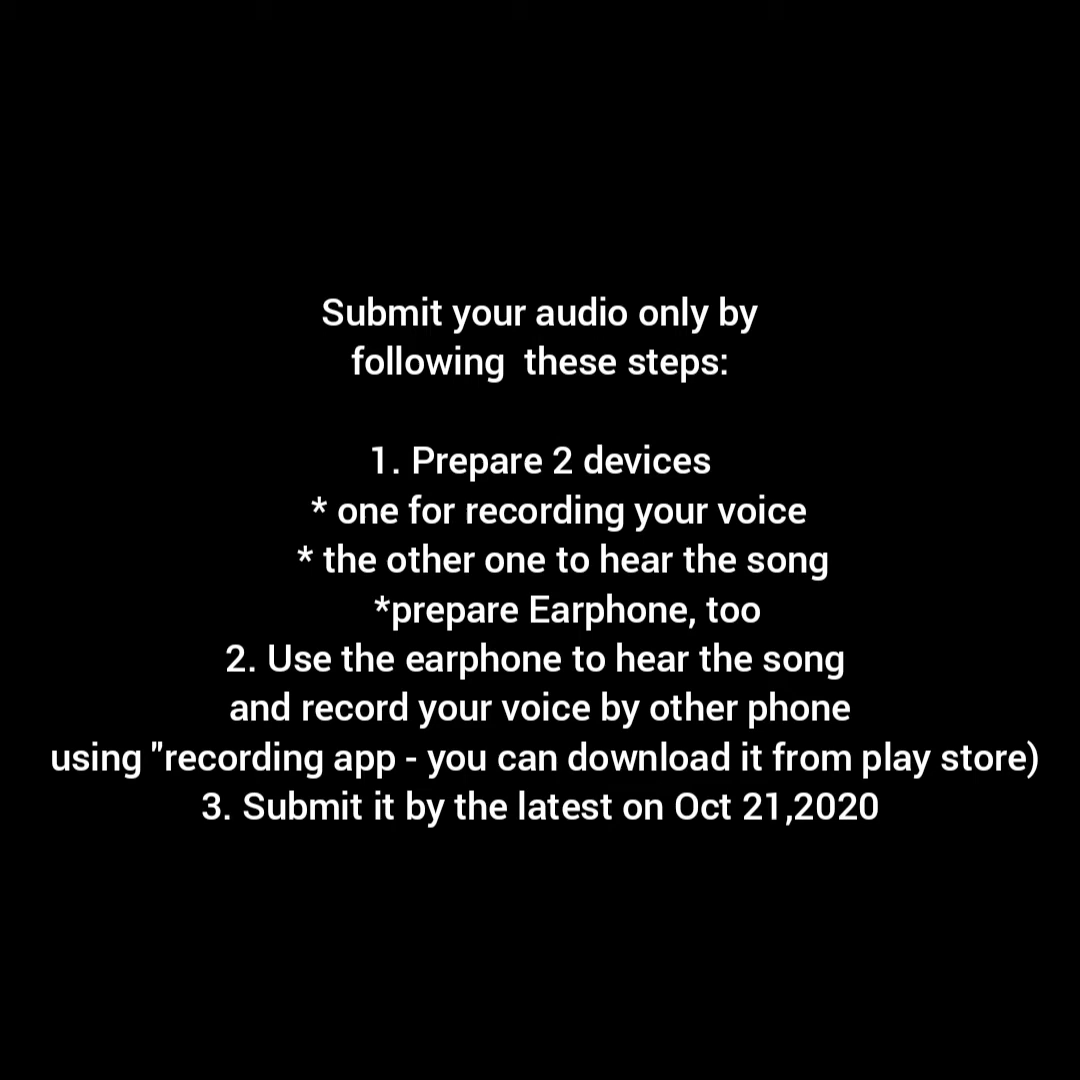 Submit your audio only by
following  these steps:
1. Prepare 2 devices
* one for recording your voice
* the other one to hear the song
*prepare Earphone, too
2. Use the earphone to hear the song
and record your voice by other phone
using "recording app - you can download it from play store)
3. Submit it by the latest on Oct 21,2020